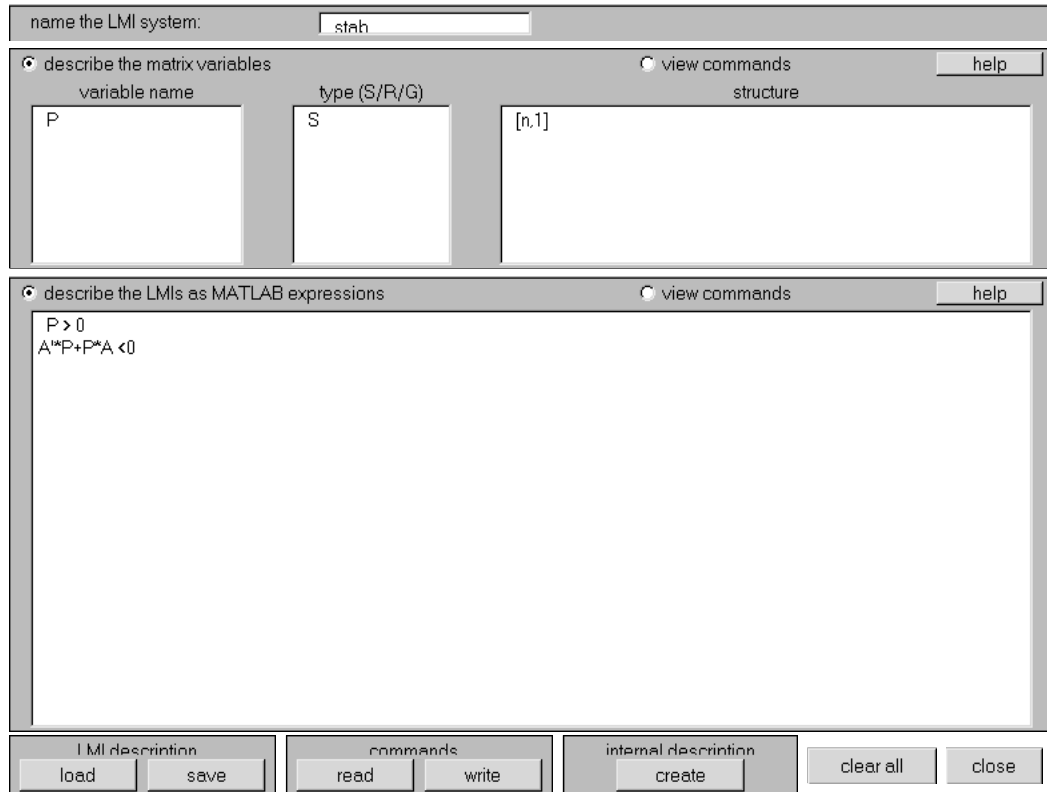 name the LMI system: stab
describe the matrix variables view commands help
variable name type (S/R/G) structure
P S [n,1]
describe the LMIs as MATLAB expressions view commands help
P > 0
A'*P+P*A <0
LMI description commands internal description
load save read write create clear all close